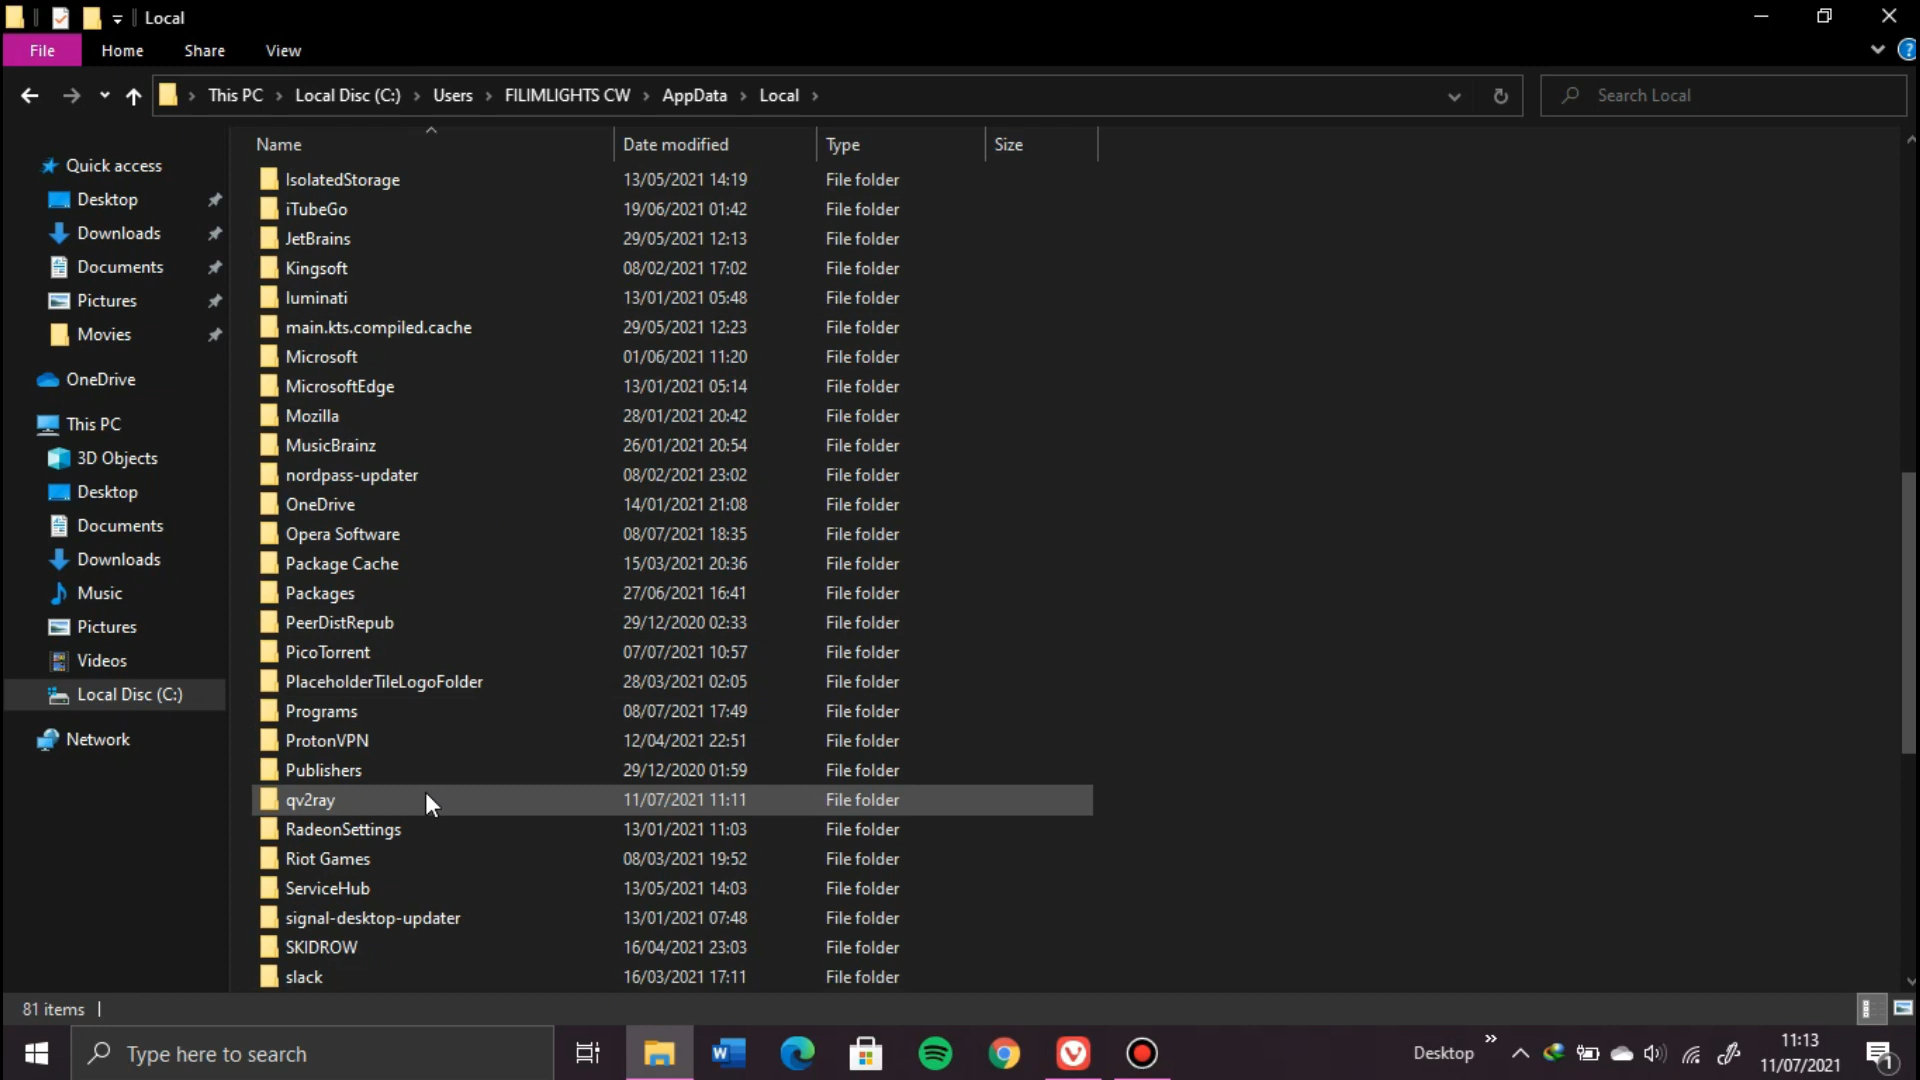 Local
File Home Share View
This PC Local Disc (C:) Users FILIMLIGHTS CW AppData Local
Search Local
Quick access
Desktop
Downloads
Documents
Pictures
Movies
OneDrive
This PC
3D Objects
Desktop
Documents
Downloads
Music
Pictures
Videos
Local Disc (C:)
Network
Name Date modified Type Size
IsolatedStorage 13/05/2021 14:19 File folder
iTubeGo 19/06/2021 01:42 File folder
JetBrains 29/05/2021 12:13 File folder
Kingsoft 08/02/2021 17:02 File folder
luminati 13/01/2021 05:48 File folder
main.kts.compiled.cache 29/05/2021 12:23 File folder
Microsoft 01/06/2021 11:20 File folder
MicrosoftEdge 13/01/2021 05:14 File folder
Mozilla 28/01/2021 20:42 File folder
MusicBrainz 26/01/2021 20:54 File folder
nordpass-updater 08/02/2021 23:02 File folder
OneDrive 14/01/2021 21:08 File folder
Opera Software 08/07/2021 18:35 File folder
Package Cache 15/03/2021 20:36 File folder
Packages 27/06/2021 16:41 File folder
PeerDistRepub 29/12/2020 02:33 File folder
PicoTorrent 07/07/2021 10:57 File folder
PlaceholderTileLogoFolder 28/03/2021 02:05 File folder
Programs 08/07/2021 17:49 File folder
ProtonVPN 12/04/2021 22:51 File folder
Publishers 29/12/2020 01:59 File folder
qv2ray 11/07/2021 11:11 File folder
RadeonSettings 13/01/2021 11:03 File folder
Riot Games 08/03/2021 19:52 File folder
ServiceHub 13/05/2021 14:03 File folder
signal-desktop-updater 13/01/2021 07:48 File folder
SKIDROW 16/04/2021 23:03 File folder
slack 16/03/2021 17:11 File folder
81 items
Type here to search
Desktop
11:13
11/07/2021
1